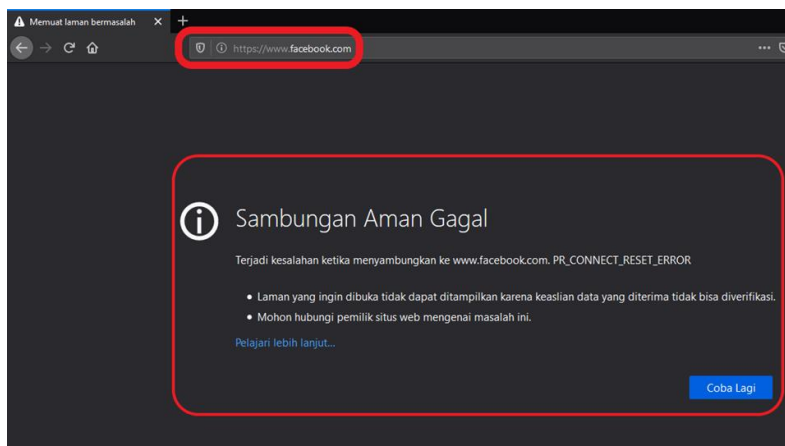 Memuat laman bermasalah
https://www.facebook.com
Sambungan Aman Gagal
Terjadi kesalahan ketika menyambungkan ke www.facebook.com. PR_CONNECT_RESET_ERROR
• Laman yang ingin dibuka tidak dapat ditampilkan karena keaslian data yang diterima tidak bisa diverifikasi.
• Mohon hubungi pemilik situs web mengenai masalah ini.
Pelajari lebih lanjut...
Coba Lagi